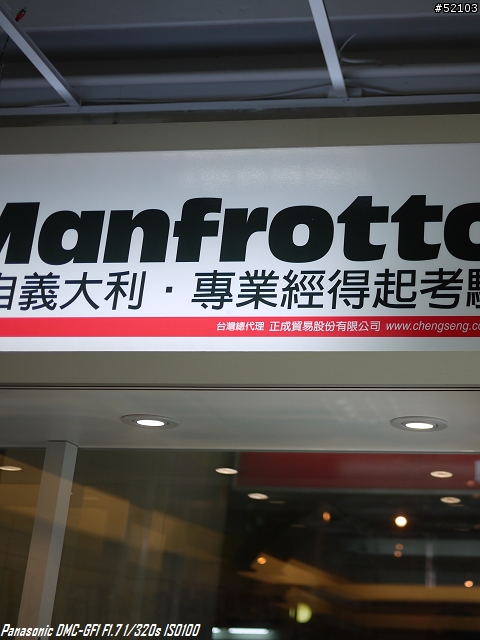 #52103
Manfrotto
自義大利・專業經得起考驗
台灣總代理 正成貿易股份有限公司 www.chengseng.co
Panasonic DMC-GF1 F1.7 1/320s ISO100